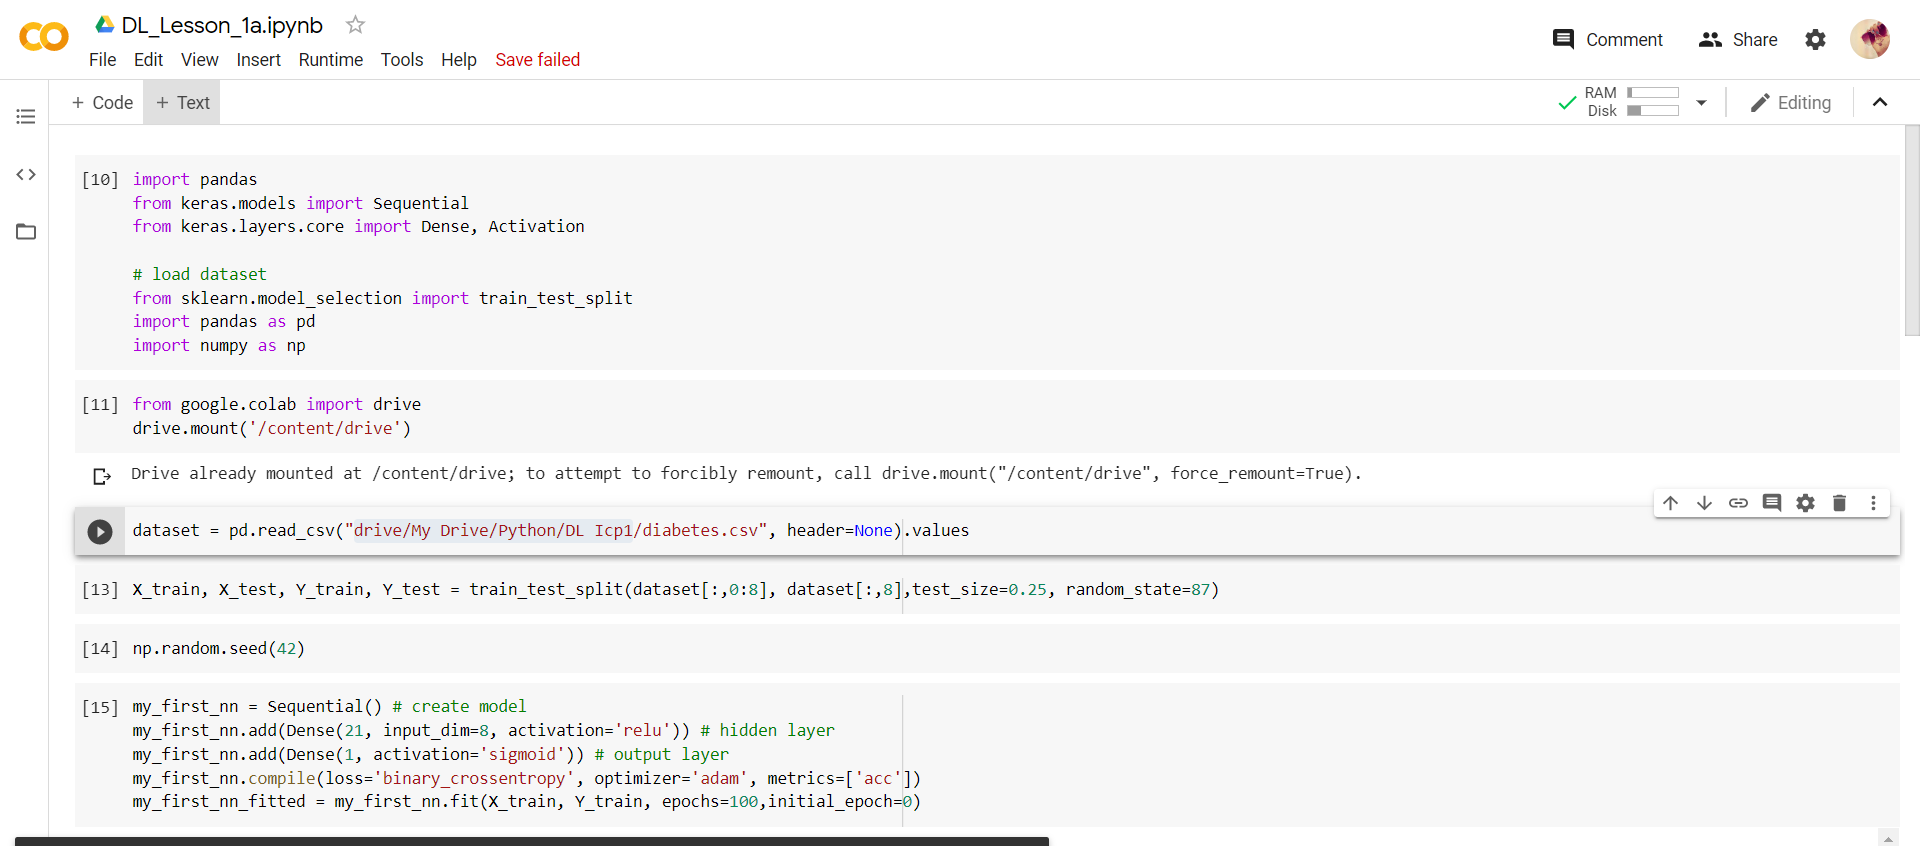 DL_Lesson_1a.ipynb
File Edit View Insert Runtime Tools Help Save failed
Comment Share
+ Code + Text
RAM
Disk
Editing
[10] import pandas
from keras.models import Sequential
from keras.layers.core import Dense, Activation
# load dataset
from sklearn.model_selection import train_test_split
import pandas as pd
import numpy as np
[11] from google.colab import drive
drive.mount('/content/drive')
Drive already mounted at /content/drive; to attempt to forcibly remount, call drive.mount("/content/drive", force_remount=True).
dataset = pd.read_csv("drive/My Drive/Python/DL Icp1/diabetes.csv", header=None).values
[13] X_train, X_test, Y_train, Y_test = train_test_split(dataset[:,0:8], dataset[:,8],test_size=0.25, random_state=87)
[14] np.random.seed(42)
[15] my_first_nn = Sequential() # create model
my_first_nn.add(Dense(21, input_dim=8, activation='relu')) # hidden layer
my_first_nn.add(Dense(1, activation='sigmoid')) # output layer
my_first_nn.compile(loss='binary_crossentropy', optimizer='adam', metrics=['acc'])
my_first_nn_fitted = my_first_nn.fit(X_train, Y_train, epochs=100,initial_epoch=0)